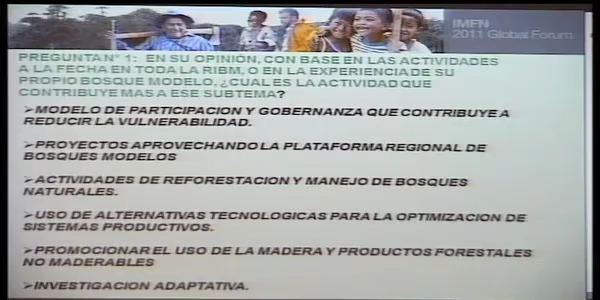 IMFN
2011 Global Forum
PREGUNTA N° 1: EN SU OPINIÓN, CON BASE EN LAS ACTIVIDADES
A LA FECHA EN TODA LA RIBM, O EN LA EXPERIENCIA DE SU
PROPIO BOSQUE MODELO, ¿CUAL ES LA ACTIVIDAD QUE
CONTRIBUYE MAS A ESE SUBTEMA?
➢MODELO DE PARTICIPACION Y GOBERNANZA QUE CONTRIBUYE A
REDUCIR LA VULNERABILIDAD.
➢PROYECTOS APROVECHANDO LA PLATAFORMA REGIONAL DE
BOSQUES MODELOS
➢ACTIVIDADES DE REFORESTACION Y MANEJO DE BOSQUES
NATURALES.
➢USO DE ALTERNATIVAS TECNOLOGICAS PARA LA OPTIMIZACION DE
SISTEMAS PRODUCTIVOS.
➢PROMOCIONAR EL USO DE LA MADERA Y PRODUCTOS FORESTALES
NO MADERABLES
➢INVESTIGACION ADAPTATIVA.